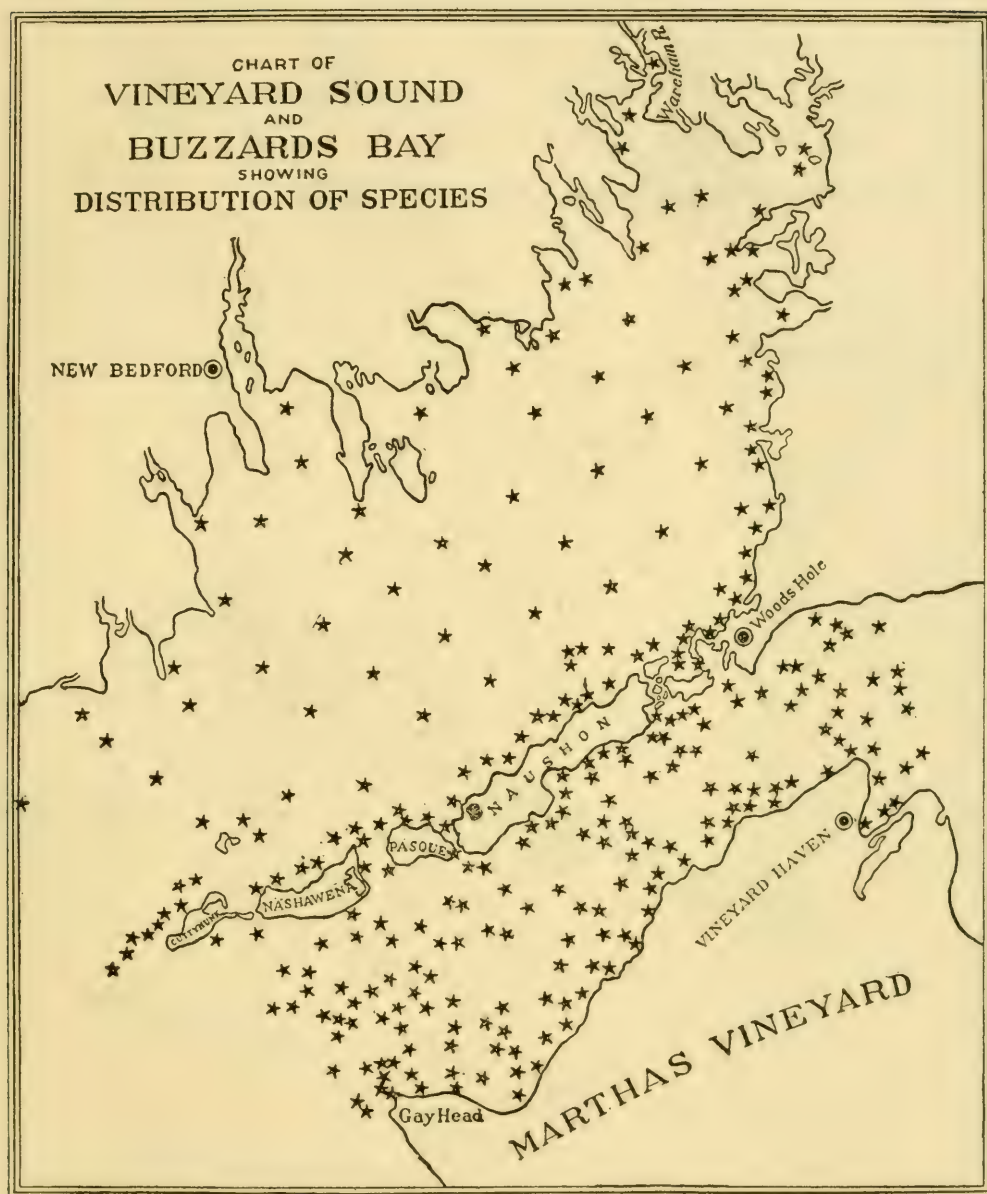 CHART OF
VINEYARD SOUND
AND
BUZZARDS BAY
SHOWING
DISTRIBUTION OF SPECIES
Wareham R.
NEW BEDFORD
Woods Hole
NAUSHON
PASQUE
NASHAWENA
CUTTYHUNK
VINEYARD HAVEN
MARTHAS VINEYARD
Gay Head